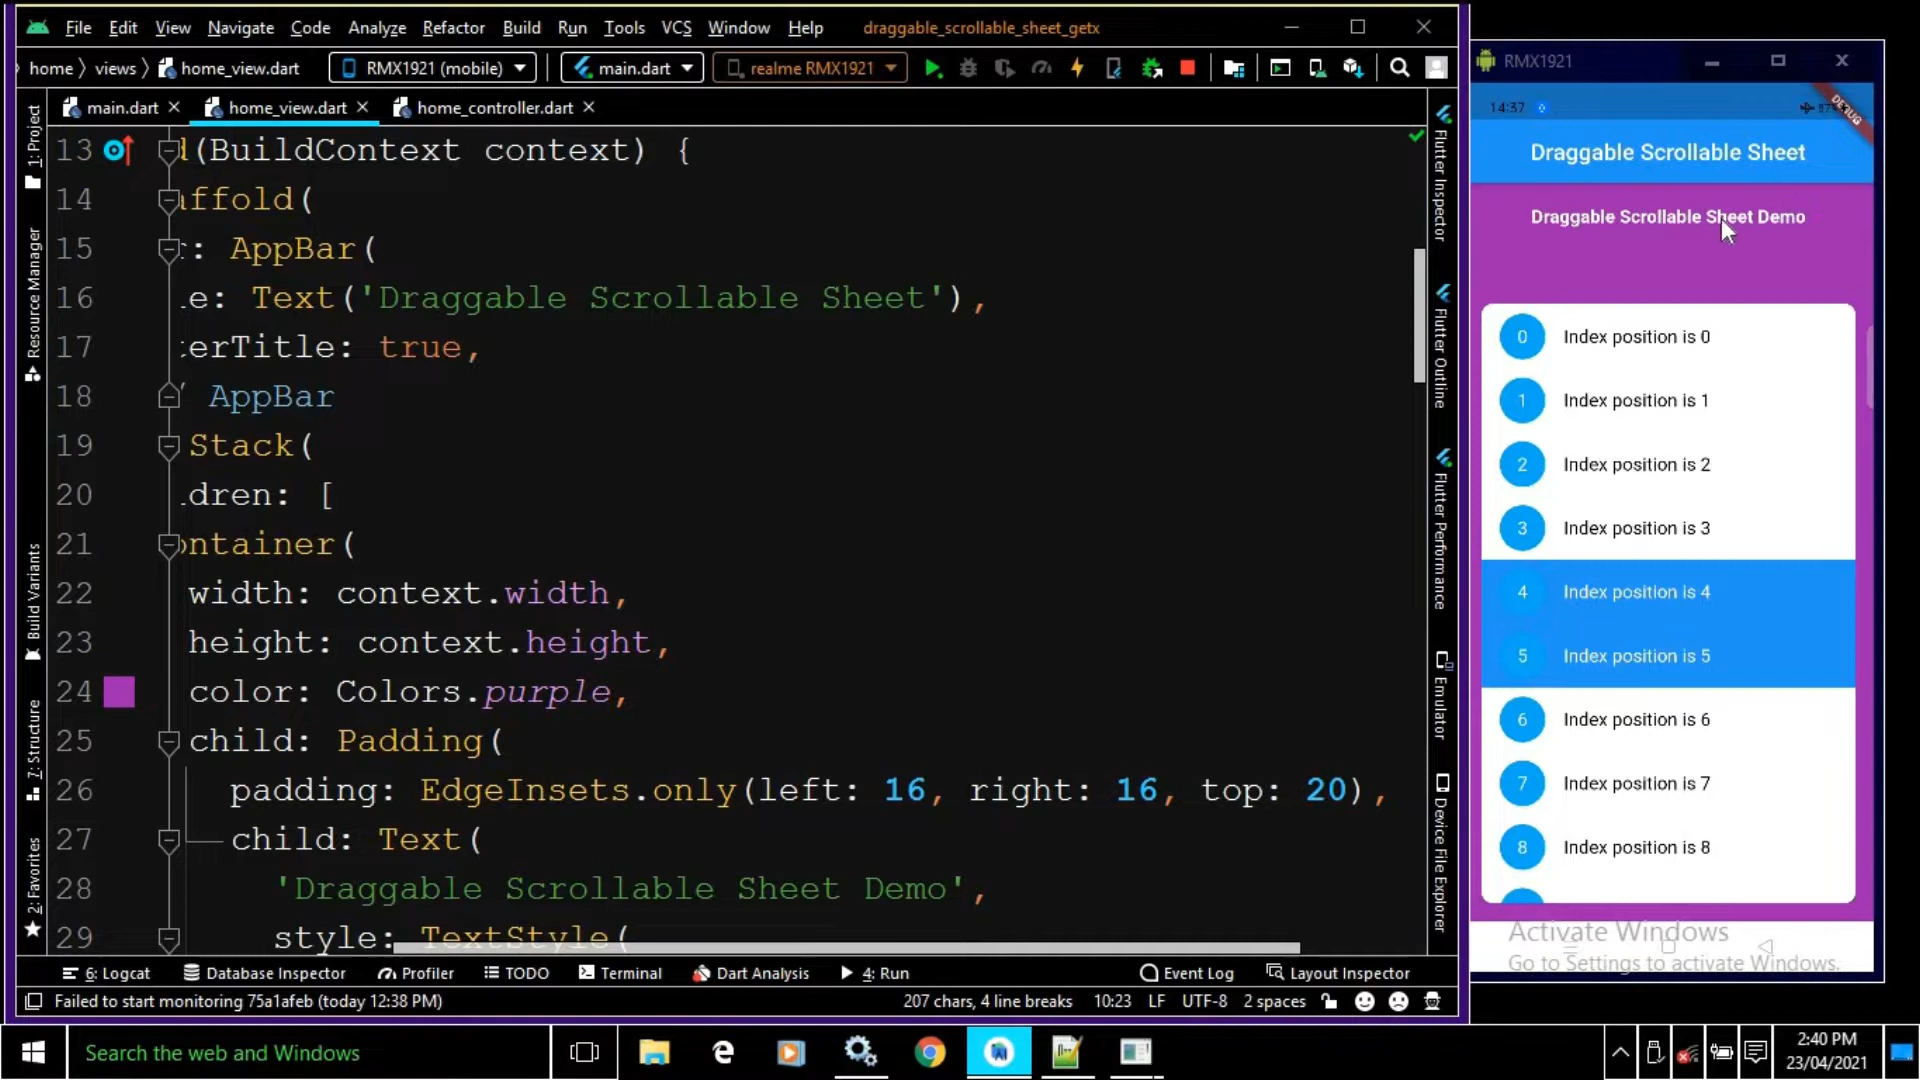 File Edit View Navigate Code Analyze Refactor Build Run Tools VCS Window Help draggable_scrollable_sheet_getx
home views home_view.dart RMX1921 (mobile) main.dart realme RMX1921
main.dart home_view.dart home_controller.dart
1: Project
Resource Manager
Build Variants
7: Structure
2: Favorites
13 d(BuildContext context) {
14 affold(
15 r: AppBar(
16 le: Text('Draggable Scrollable Sheet'),
17 terTitle: true,
18 / AppBar
19 Stack(
20 ldren: [
21 ontainer(
22 width: context.width,
23 height: context.height,
24 color: Colors.purple,
25 child: Padding(
26 padding: EdgeInsets.only(left: 16, right: 16, top: 20),
27 child: Text(
28 'Draggable Scrollable Sheet Demo',
29 style: TextStyle(
Flutter Inspector
Flutter Outline
Flutter Performance
Emulator
Device File Explorer
6: Logcat Database Inspector Profiler TODO Terminal Dart Analysis 4: Run Event Log Layout Inspector
Failed to start monitoring 75a1afeb (today 12:38 PM) 207 chars, 4 line breaks 10:23 LF UTF-8 2 spaces
RMX1921
14:37
DEBUG
Draggable Scrollable Sheet
Draggable Scrollable Sheet Demo
0 Index position is 0
1 Index position is 1
2 Index position is 2
3 Index position is 3
4 Index position is 4
5 Index position is 5
6 Index position is 6
7 Index position is 7
8 Index position is 8
Activate Windows
Go to Settings to activate Windows.
Search the web and Windows
2:40 PM
23/04/2021